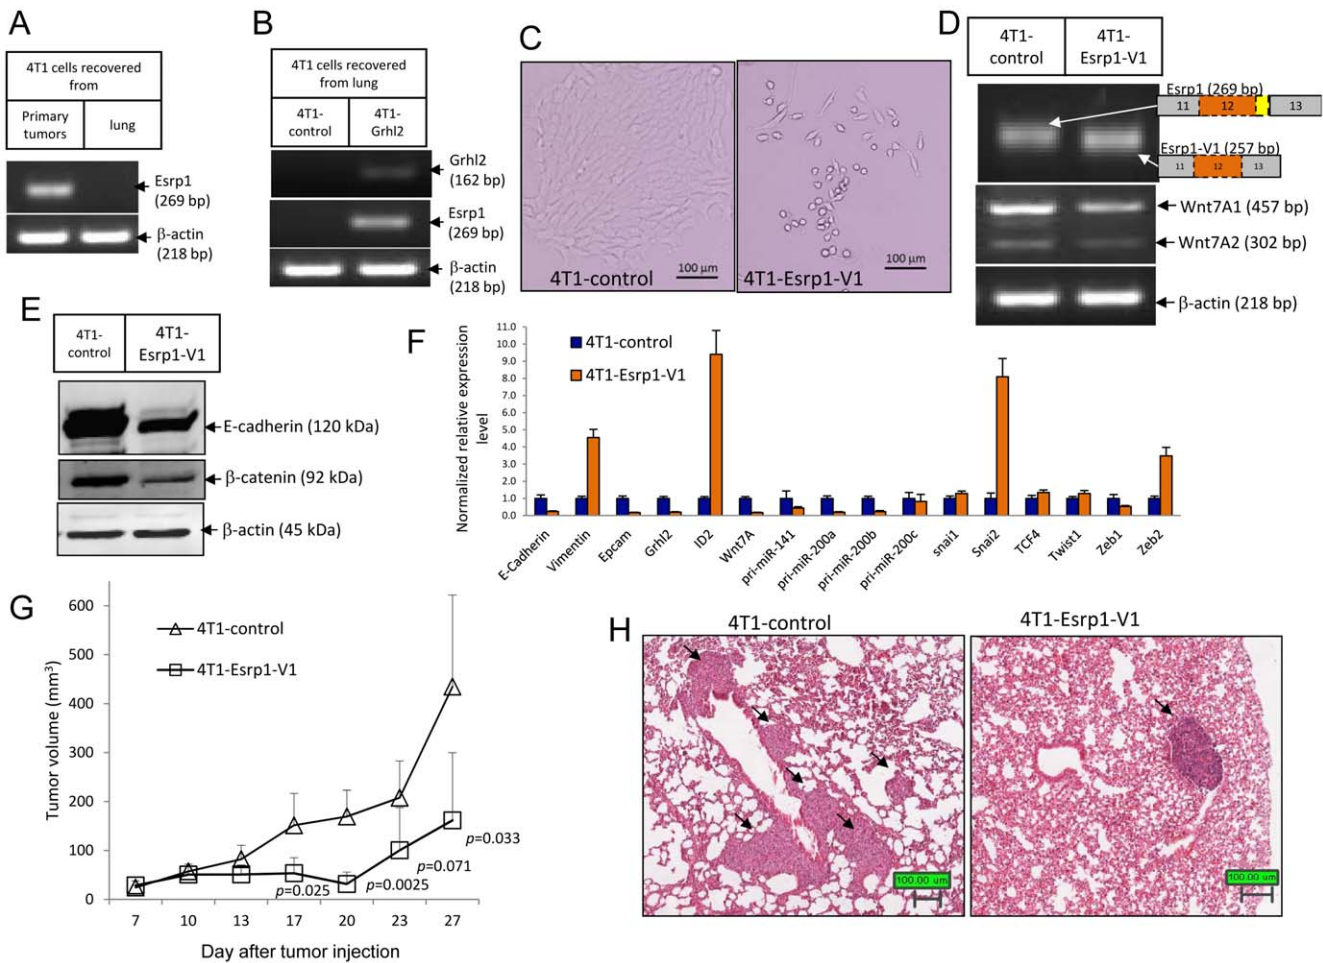 A
4T1 cells recovered
from
Primary
tumors
lung
Esrp1
(269 bp)
β-actin
(218 bp)
B
4T1 cells recovered
from lung
4T1-
control
4T1-
Grhl2
Grhl2
(162 bp)
Esrp1
(269 bp)
β-actin
(218 bp)
C
4T1-control
100 μm
4T1-Esrp1-V1
100 μm
D
4T1-
control
4T1-
Esrp1-V1
Esrp1 (269 bp)
11 12 13
Esrp1-V1 (257 bp)
11 12 13
Wnt7A1 (457 bp)
Wnt7A2 (302 bp)
β-actin (218 bp)
E
4T1-
control
4T1-
Esrp1-V1
E-cadherin (120 kDa)
β-catenin (92 kDa)
β-actin (45 kDa)
F
Normalized relative expression
level
11.0
10.0
9.0
8.0
7.0
6.0
5.0
4.0
3.0
2.0
1.0
0.0
4T1-control
4T1-Esrp1-V1
E-Cadherin
Vimentin
Epcam
Grhl2
ID2
Wnt7A
pri-miR-141
pri-miR-200a
pri-miR-200b
pri-miR-200c
snai1
Snai2
TCF4
Twist1
Zeb1
Zeb2
G
Tumor volume (mm³)
600
500
400
300
200
100
0
4T1-control
4T1-Esrp1-V1
p=0.025
p=0.0025
p=0.071
p=0.033
7 10 13 17 20 23 27
Day after tumor injection
H
4T1-control
100.00 um
4T1-Esrp1-V1
100.00 um